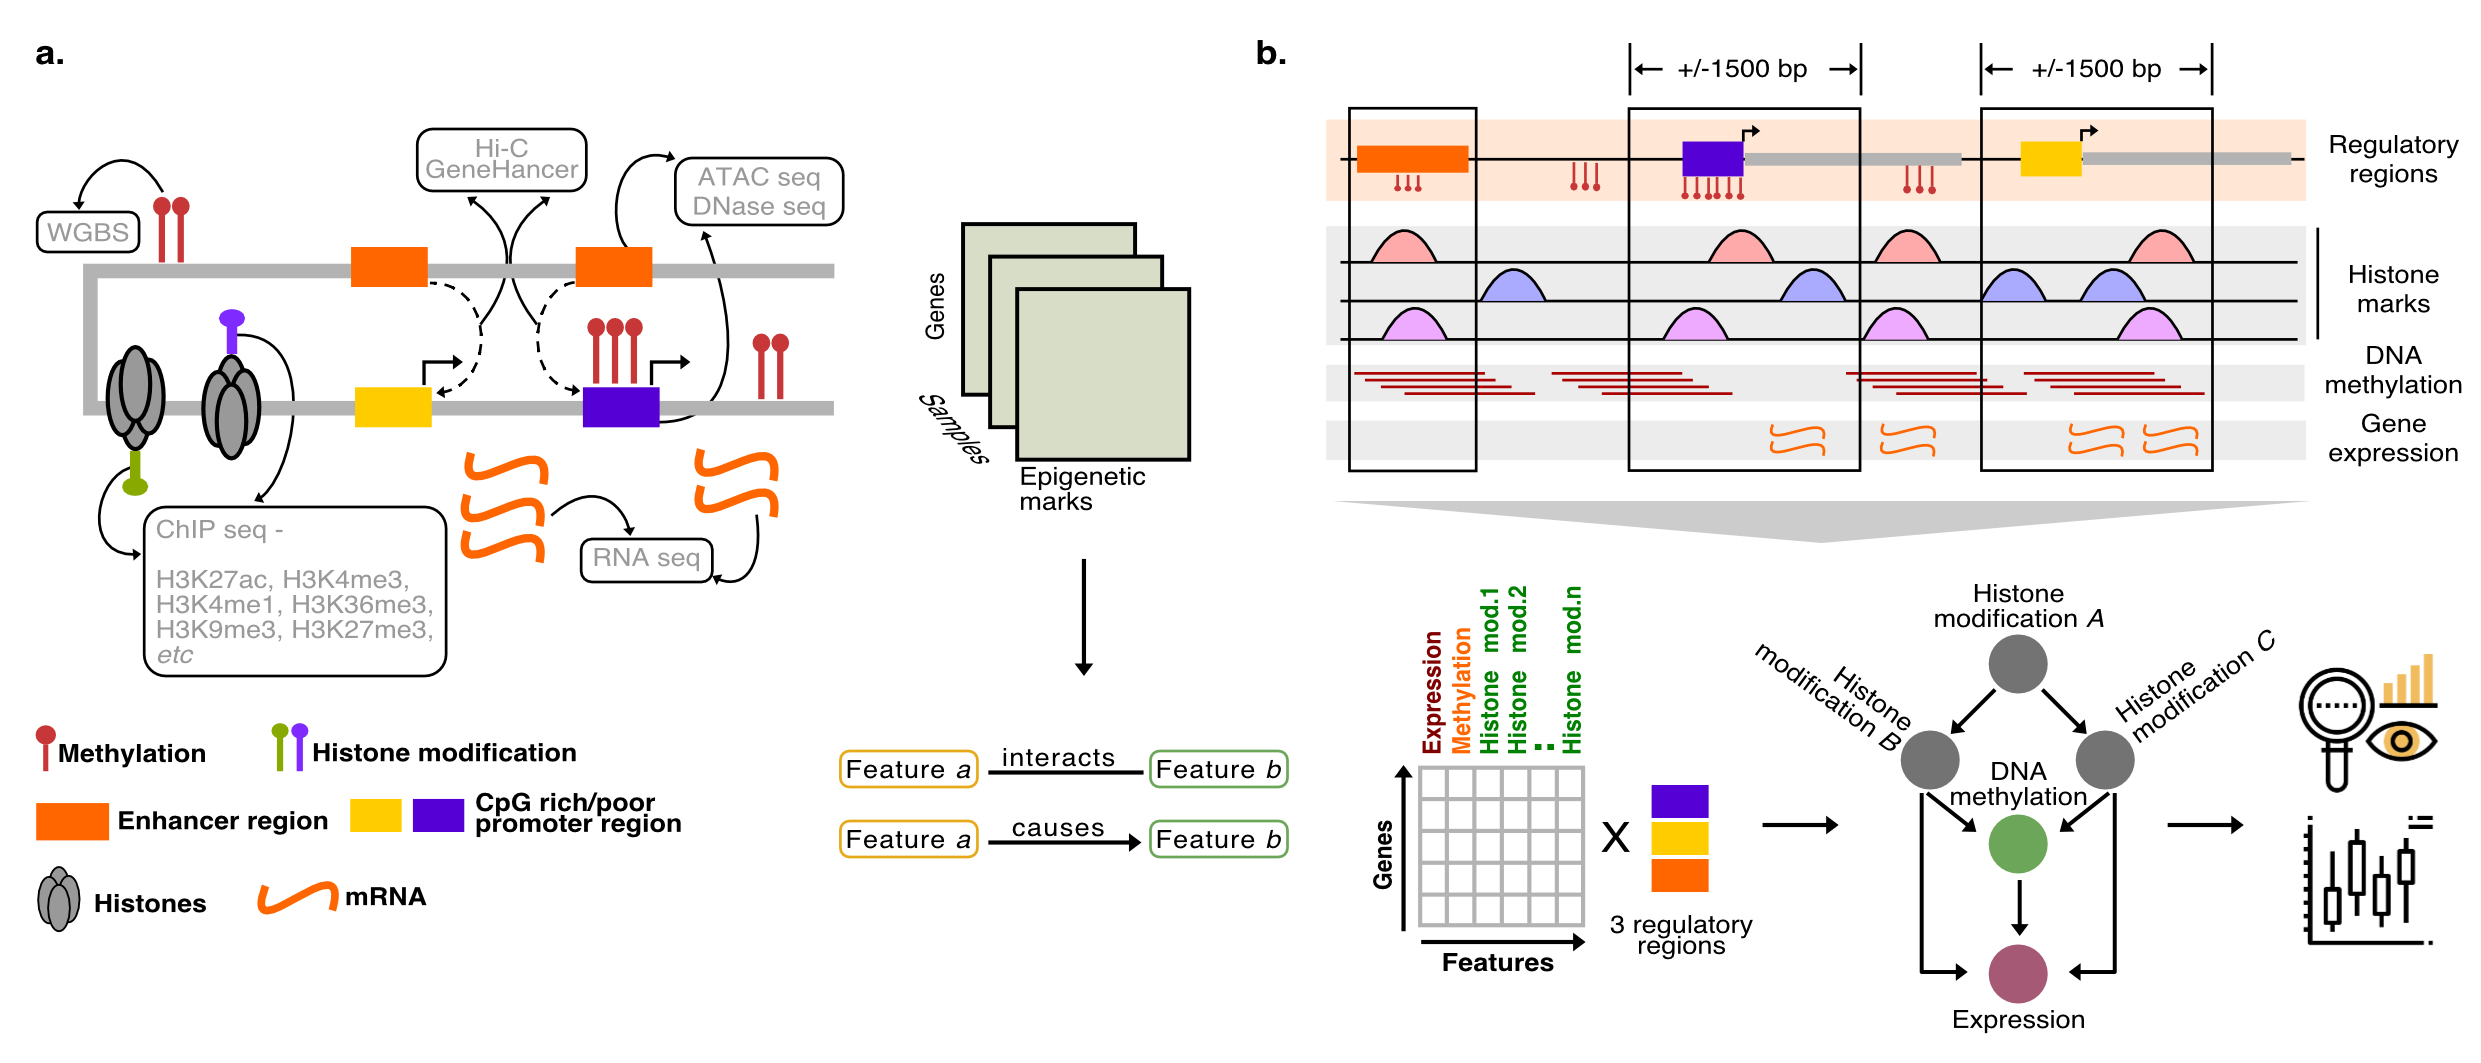 a.
WGBS
Hi-C
GeneHancer
ATAC seq
DNase seq
ChIP seq -
H3K27ac, H3K4me3,
H3K4me1, H3K36me3,
H3K9me3, H3K27me3,
etc
RNA seq
Methylation
Histone modification
Enhancer region
CpG rich/poor
promoter region
Histones
mRNA
Genes
Samples
Epigenetic
marks
Feature a
interacts
Feature b
Feature a
causes
Feature b
b.
+/-1500 bp
+/-1500 bp
Regulatory
regions
Histone
marks
DNA
methylation
Gene
expression
Expression
Methylation
Histone mod.1
Histone mod.2
Histone mod.n
Genes
Features
X
3 regulatory
regions
Histone
modification A
Histone
modification B
Histone
modification C
DNA
methylation
Expression